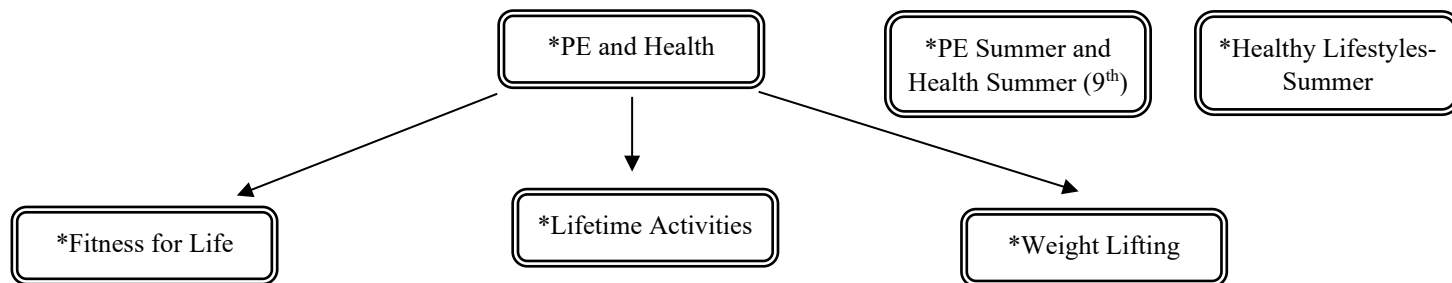 *PE and Health
*PE Summer and
Health Summer (9th)
*Healthy Lifestyles-
Summer
*Fitness for Life
*Lifetime Activities
*Weight Lifting